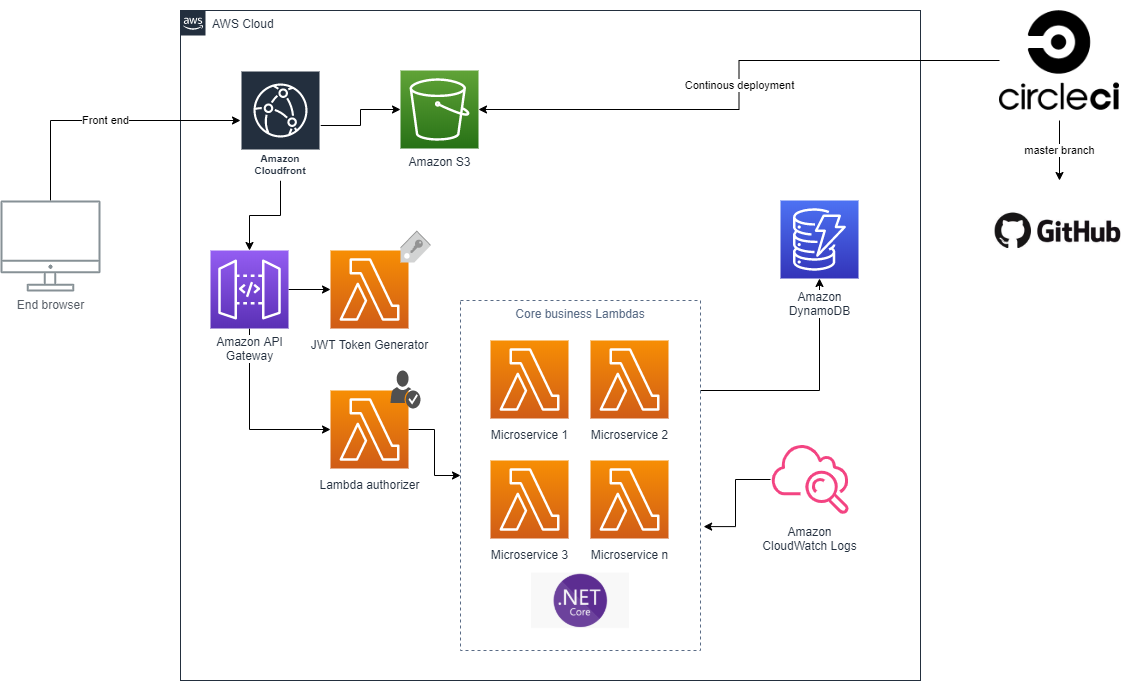 aws
AWS Cloud
circleci
Continous deployment
Front end
master branch
Amazon
Cloudfront
Amazon S3
GitHub
End browser
</>
Amazon API
Gateway
JWT Token Generator
Amazon
DynamoDB
Core business Lambdas
Microservice 1
Microservice 2
Lambda authorizer
Microservice 3
Microservice n
Amazon
CloudWatch Logs
.NET
Core